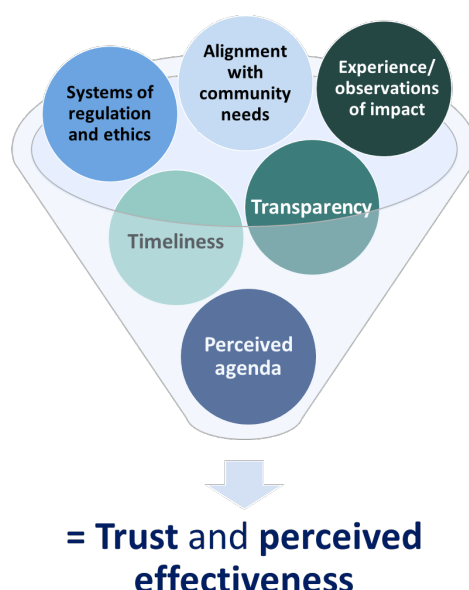 Systems of
regulation
and ethics
Alignment
with
community
needs
Experience/
observations
of impact
Timeliness
Transparency
Perceived
agenda
= Trust and perceived
effectiveness